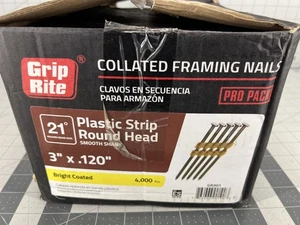 Grip
Rite
COLLATED FRAMING NAILS
CLAVOS EN SECUENCIA
PARA ARMAZÓN
PRO PACK
21°
Plastic Strip
Round Head
SMOOTH SHANK
3" x .120"
Bright Coated
4,000